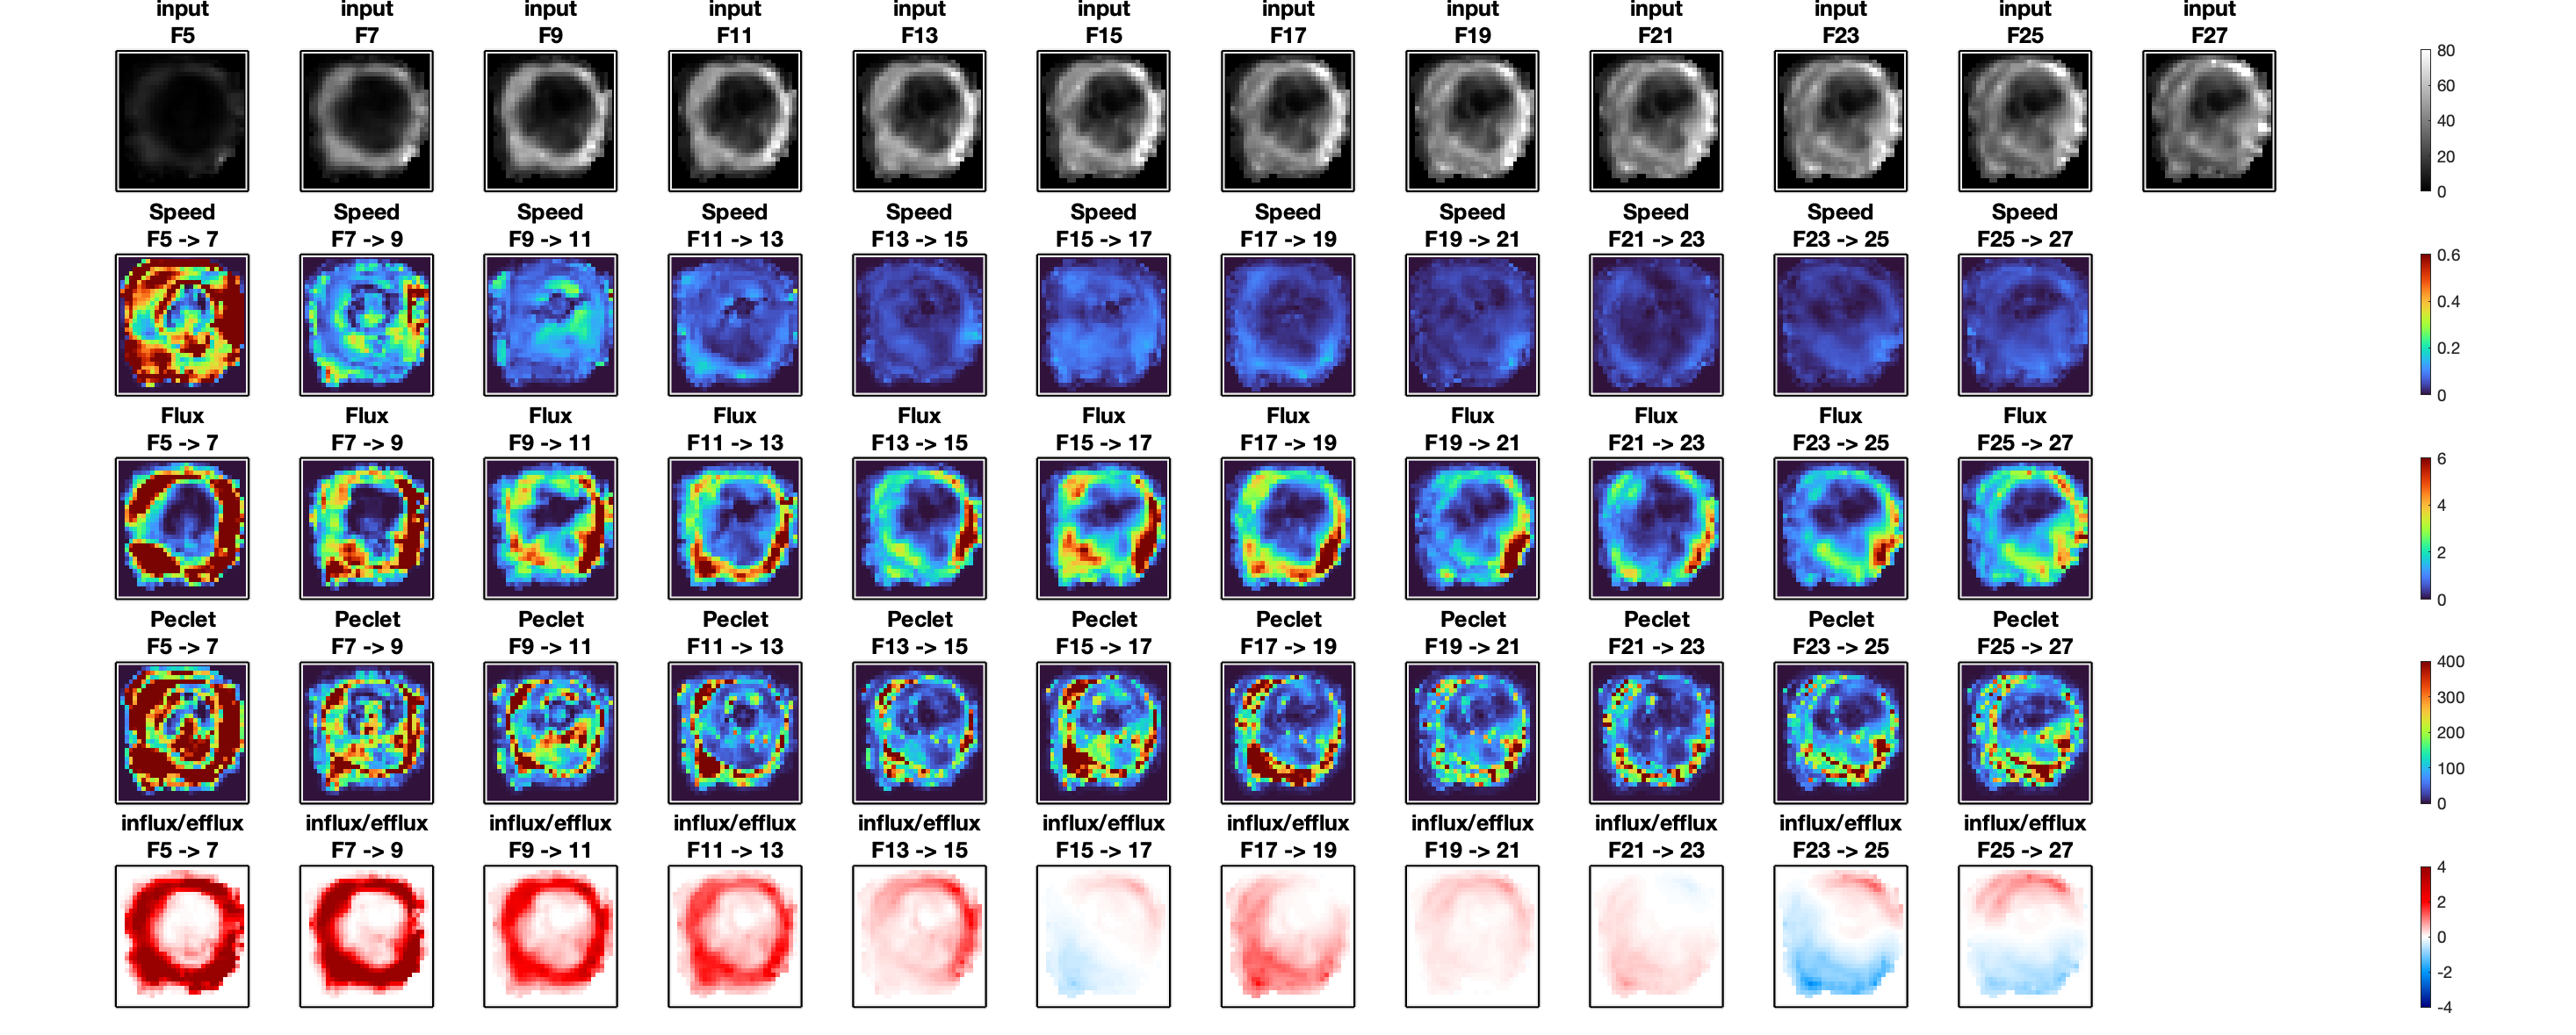 input input input input input input input input input input input input
F5 F7 F9 F11 F13 F15 F17 F19 F21 F23 F25 F27
80
60
40
20
0
Speed Speed Speed Speed Speed Speed Speed Speed Speed Speed Speed
F5 -> 7 F7 -> 9 F9 -> 11 F11 -> 13 F13 -> 15 F15 -> 17 F17 -> 19 F19 -> 21 F21 -> 23 F23 -> 25 F25 -> 27
0.6
0.4
0.2
0
Flux Flux Flux Flux Flux Flux Flux Flux Flux Flux Flux
F5 -> 7 F7 -> 9 F9 -> 11 F11 -> 13 F13 -> 15 F15 -> 17 F17 -> 19 F19 -> 21 F21 -> 23 F23 -> 25 F25 -> 27
6
4
2
0
Peclet Peclet Peclet Peclet Peclet Peclet Peclet Peclet Peclet Peclet Peclet
F5 -> 7 F7 -> 9 F9 -> 11 F11 -> 13 F13 -> 15 F15 -> 17 F17 -> 19 F19 -> 21 F21 -> 23 F23 -> 25 F25 -> 27
400
300
200
100
0
influx/efflux influx/efflux influx/efflux influx/efflux influx/efflux influx/efflux influx/efflux influx/efflux influx/efflux influx/efflux influx/efflux
F5 -> 7 F7 -> 9 F9 -> 11 F11 -> 13 F13 -> 15 F15 -> 17 F17 -> 19 F19 -> 21 F21 -> 23 F23 -> 25 F25 -> 27
4
2
0
-2
-4